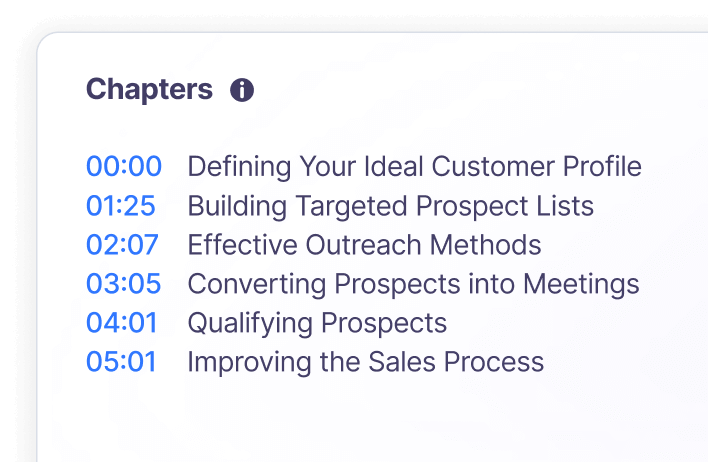 Chapters
00:00 Defining Your Ideal Customer Profile
01:25 Building Targeted Prospect Lists
02:07 Effective Outreach Methods
03:05 Converting Prospects into Meetings
04:01 Qualifying Prospects
05:01 Improving the Sales Process